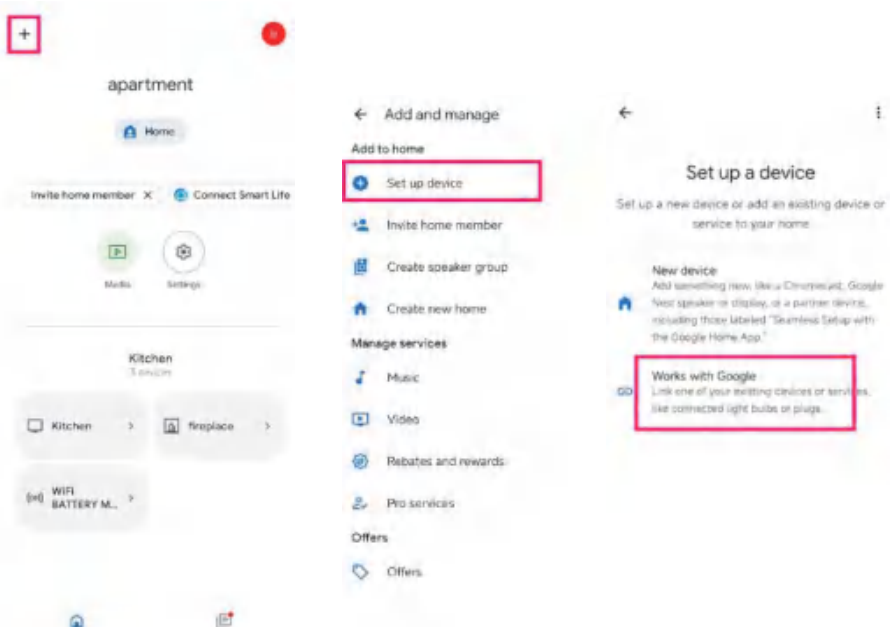 +
apartment
Home
Invite home member X
Connect Smart Life
Media
Settings
Kitchen
3 devices
Kitchen >
fireplace >
WIFI
BATTERY M... >
← Add and manage
Add to home
Set up device
Invite home member
Create speaker group
Create new home
Manage services
Music
Video
Rebates and rewards
Pro services
Offers
Offers
←
Set up a device
Set up a new device or add an existing device or
service to your home
New device
Add something new, like a Chromecast, Google
Nest speaker or display, or a partner device,
including those labeled "Seamless Setup with
the Google Home App."
Works with Google
Link one of your existing devices or services,
like connected light bulbs or plugs.